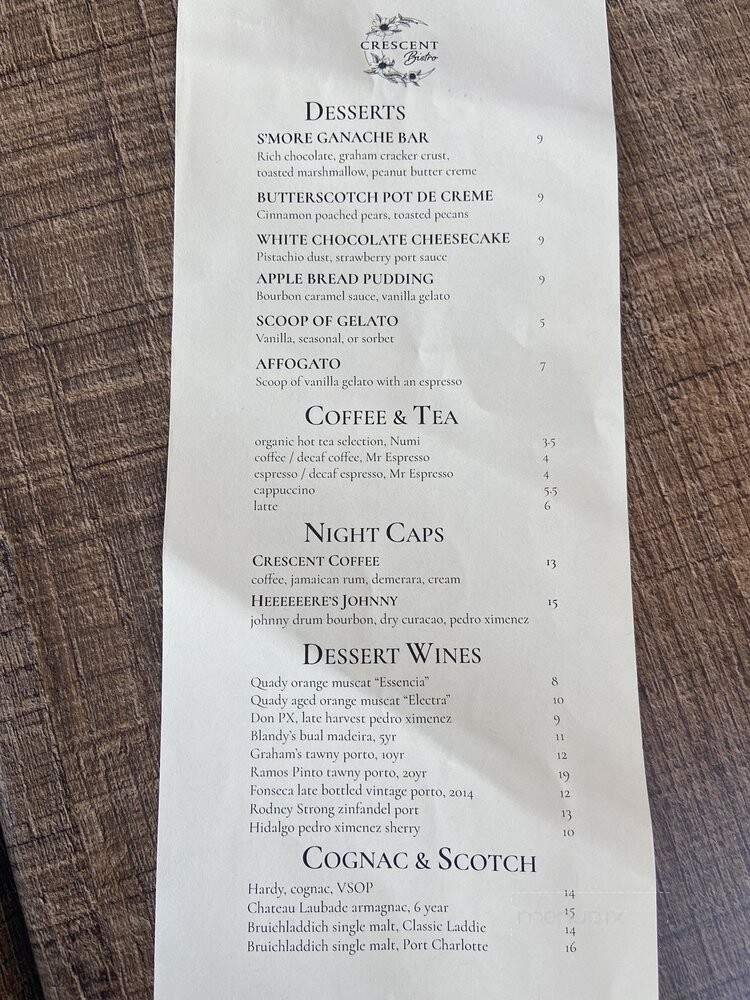 CRESCENT
Bistro
DESSERTS
S'MORE GANACHE BAR 9
Rich chocolate, graham cracker crust,
toasted marshmallow, peanut butter creme
BUTTERSCOTCH POT DE CREME 9
Cinnamon poached pears, toasted pecans
WHITE CHOCOLATE CHEESECAKE 9
Pistachio dust, strawberry port sauce
APPLE BREAD PUDDING 9
Bourbon caramel sauce, vanilla gelato
SCOOP OF GELATO 5
Vanilla, seasonal, or sorbet
AFFOGATO 7
Scoop of vanilla gelato with an espresso
COFFEE & TEA
organic hot tea selection, Numi 3.5
coffee / decaf coffee, Mr Espresso 4
espresso / decaf espresso, Mr Espresso 4
cappuccino 5.5
latte 6
NIGHT CAPS
CRESCENT COFFEE 13
coffee, jamaican rum, demerara, cream
HEEEEEERE'S JOHNNY 15
johnny drum bourbon, dry curacao, pedro ximenez
DESSERT WINES
Quady orange muscat "Essencia" 8
Quady aged orange muscat "Electra" 10
Don PX, late harvest pedro ximenez 9
Blandy's bual madeira, 5yr 11
Graham's tawny porto, 10yr 12
Ramos Pinto tawny porto, 20yr 19
Fonseca late bottled vintage porto, 2014 12
Rodney Strong zinfandel port 13
Hidalgo pedro ximenez sherry 10
COGNAC & SCOTCH
Hardy, cognac, VSOP 14
Chateau Laubade armagnac, 6 year 15
Bruichladdich single malt, Classic Laddie 14
Bruichladdich single malt, Port Charlotte 16